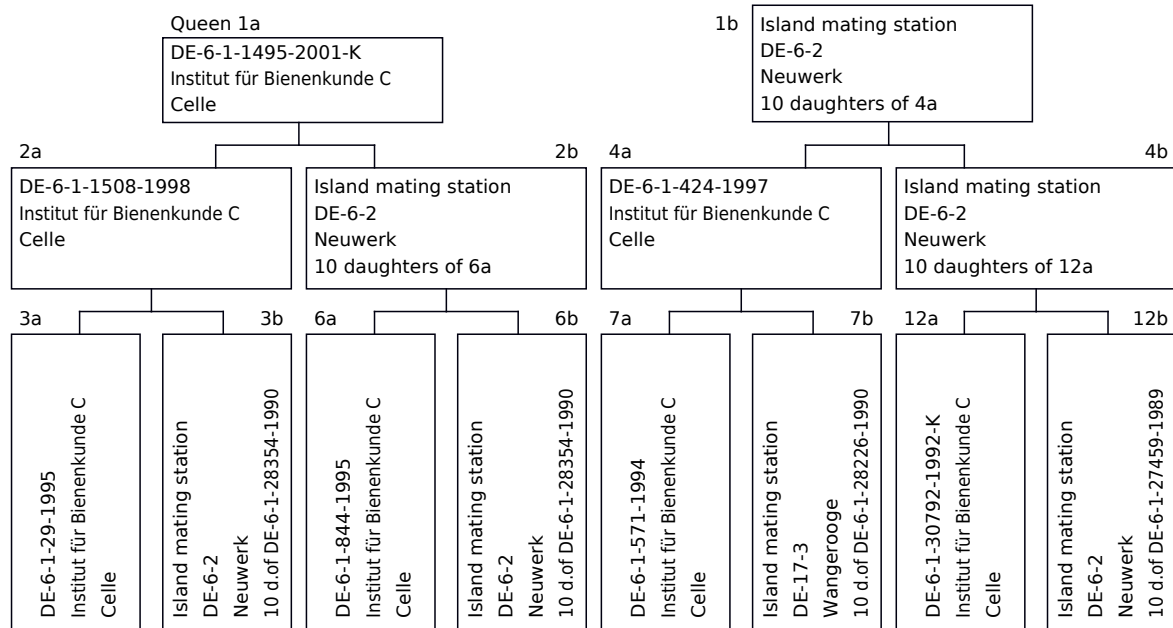 Queen 1a
DE-6-1-1495-2001-K
Institut für Bienenkunde C
Celle
1b
Island mating station
DE-6-2
Neuwerk
10 daughters of 4a
2a
DE-6-1-1508-1998
Institut für Bienenkunde C
Celle
2b
Island mating station
DE-6-2
Neuwerk
10 daughters of 6a
4a
DE-6-1-424-1997
Institut für Bienenkunde C
Celle
4b
Island mating station
DE-6-2
Neuwerk
10 daughters of 12a
3a
DE-6-1-29-1995
Institut für Bienenkunde C
Celle
3b
Island mating station
DE-6-2
Neuwerk
10 d.of DE-6-1-28354-1990
6a
DE-6-1-844-1995
Institut für Bienenkunde C
Celle
6b
Island mating station
DE-6-2
Neuwerk
10 d.of DE-6-1-28354-1990
7a
DE-6-1-571-1994
Institut für Bienenkunde C
Celle
7b
Island mating station
DE-17-3
Wangerooge
10 d.of DE-6-1-28226-1990
12a
DE-6-1-30792-1992-K
Institut für Bienenkunde C
Celle
12b
Island mating station
DE-6-2
Neuwerk
10 d.of DE-6-1-27459-1989